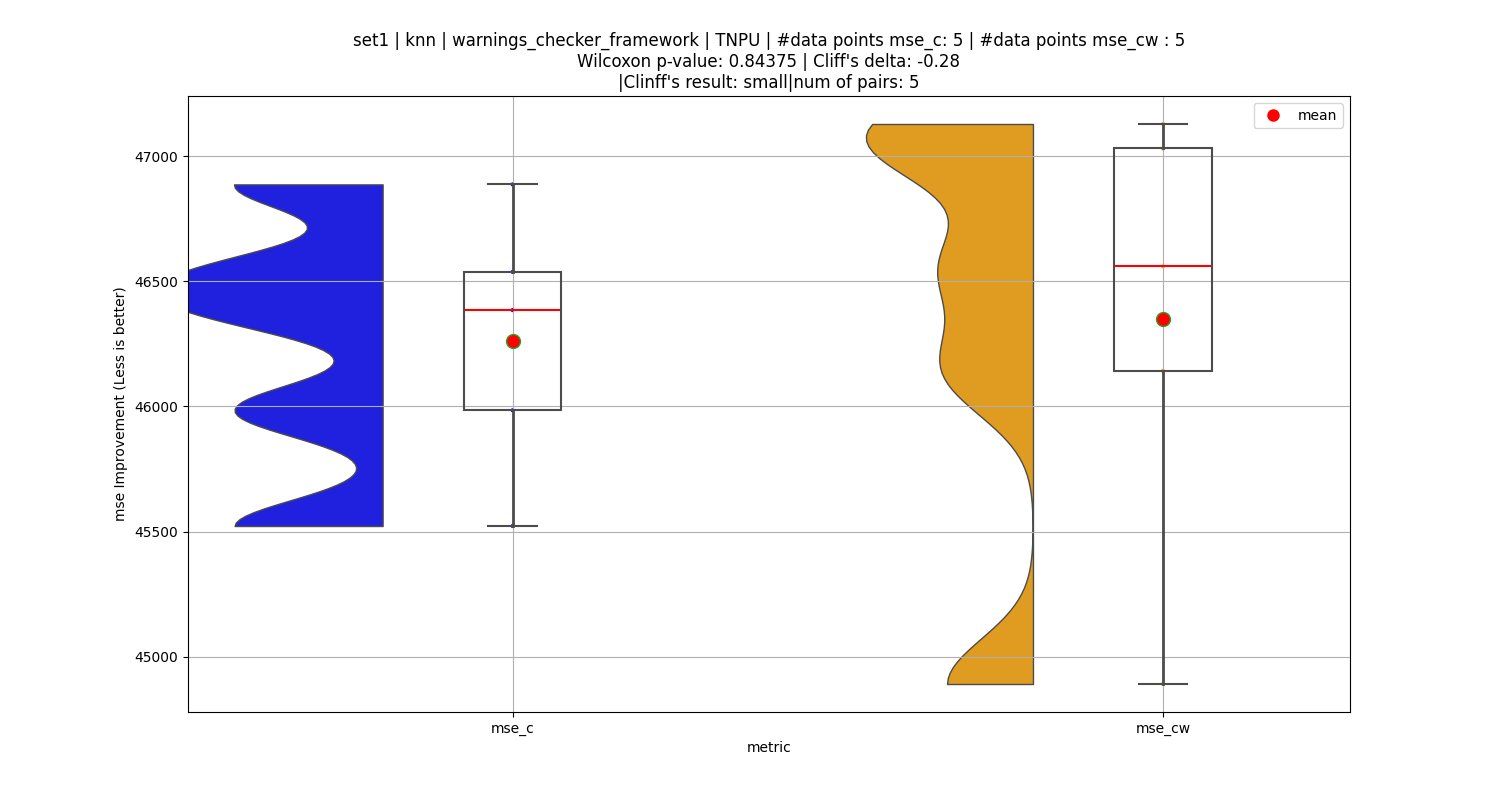 set1 | knn | warnings_checker_framework | TNPU | #data points mse_c: 5 | #data points mse_cw : 5
Wilcoxon p-value: 0.84375 | Cliff's delta: -0.28
|Clinff's result: small|num of pairs: 5
mean
47000
46500
46000
45500
45000
mse Improvement (Less is better)
mse_c
mse_cw
metric